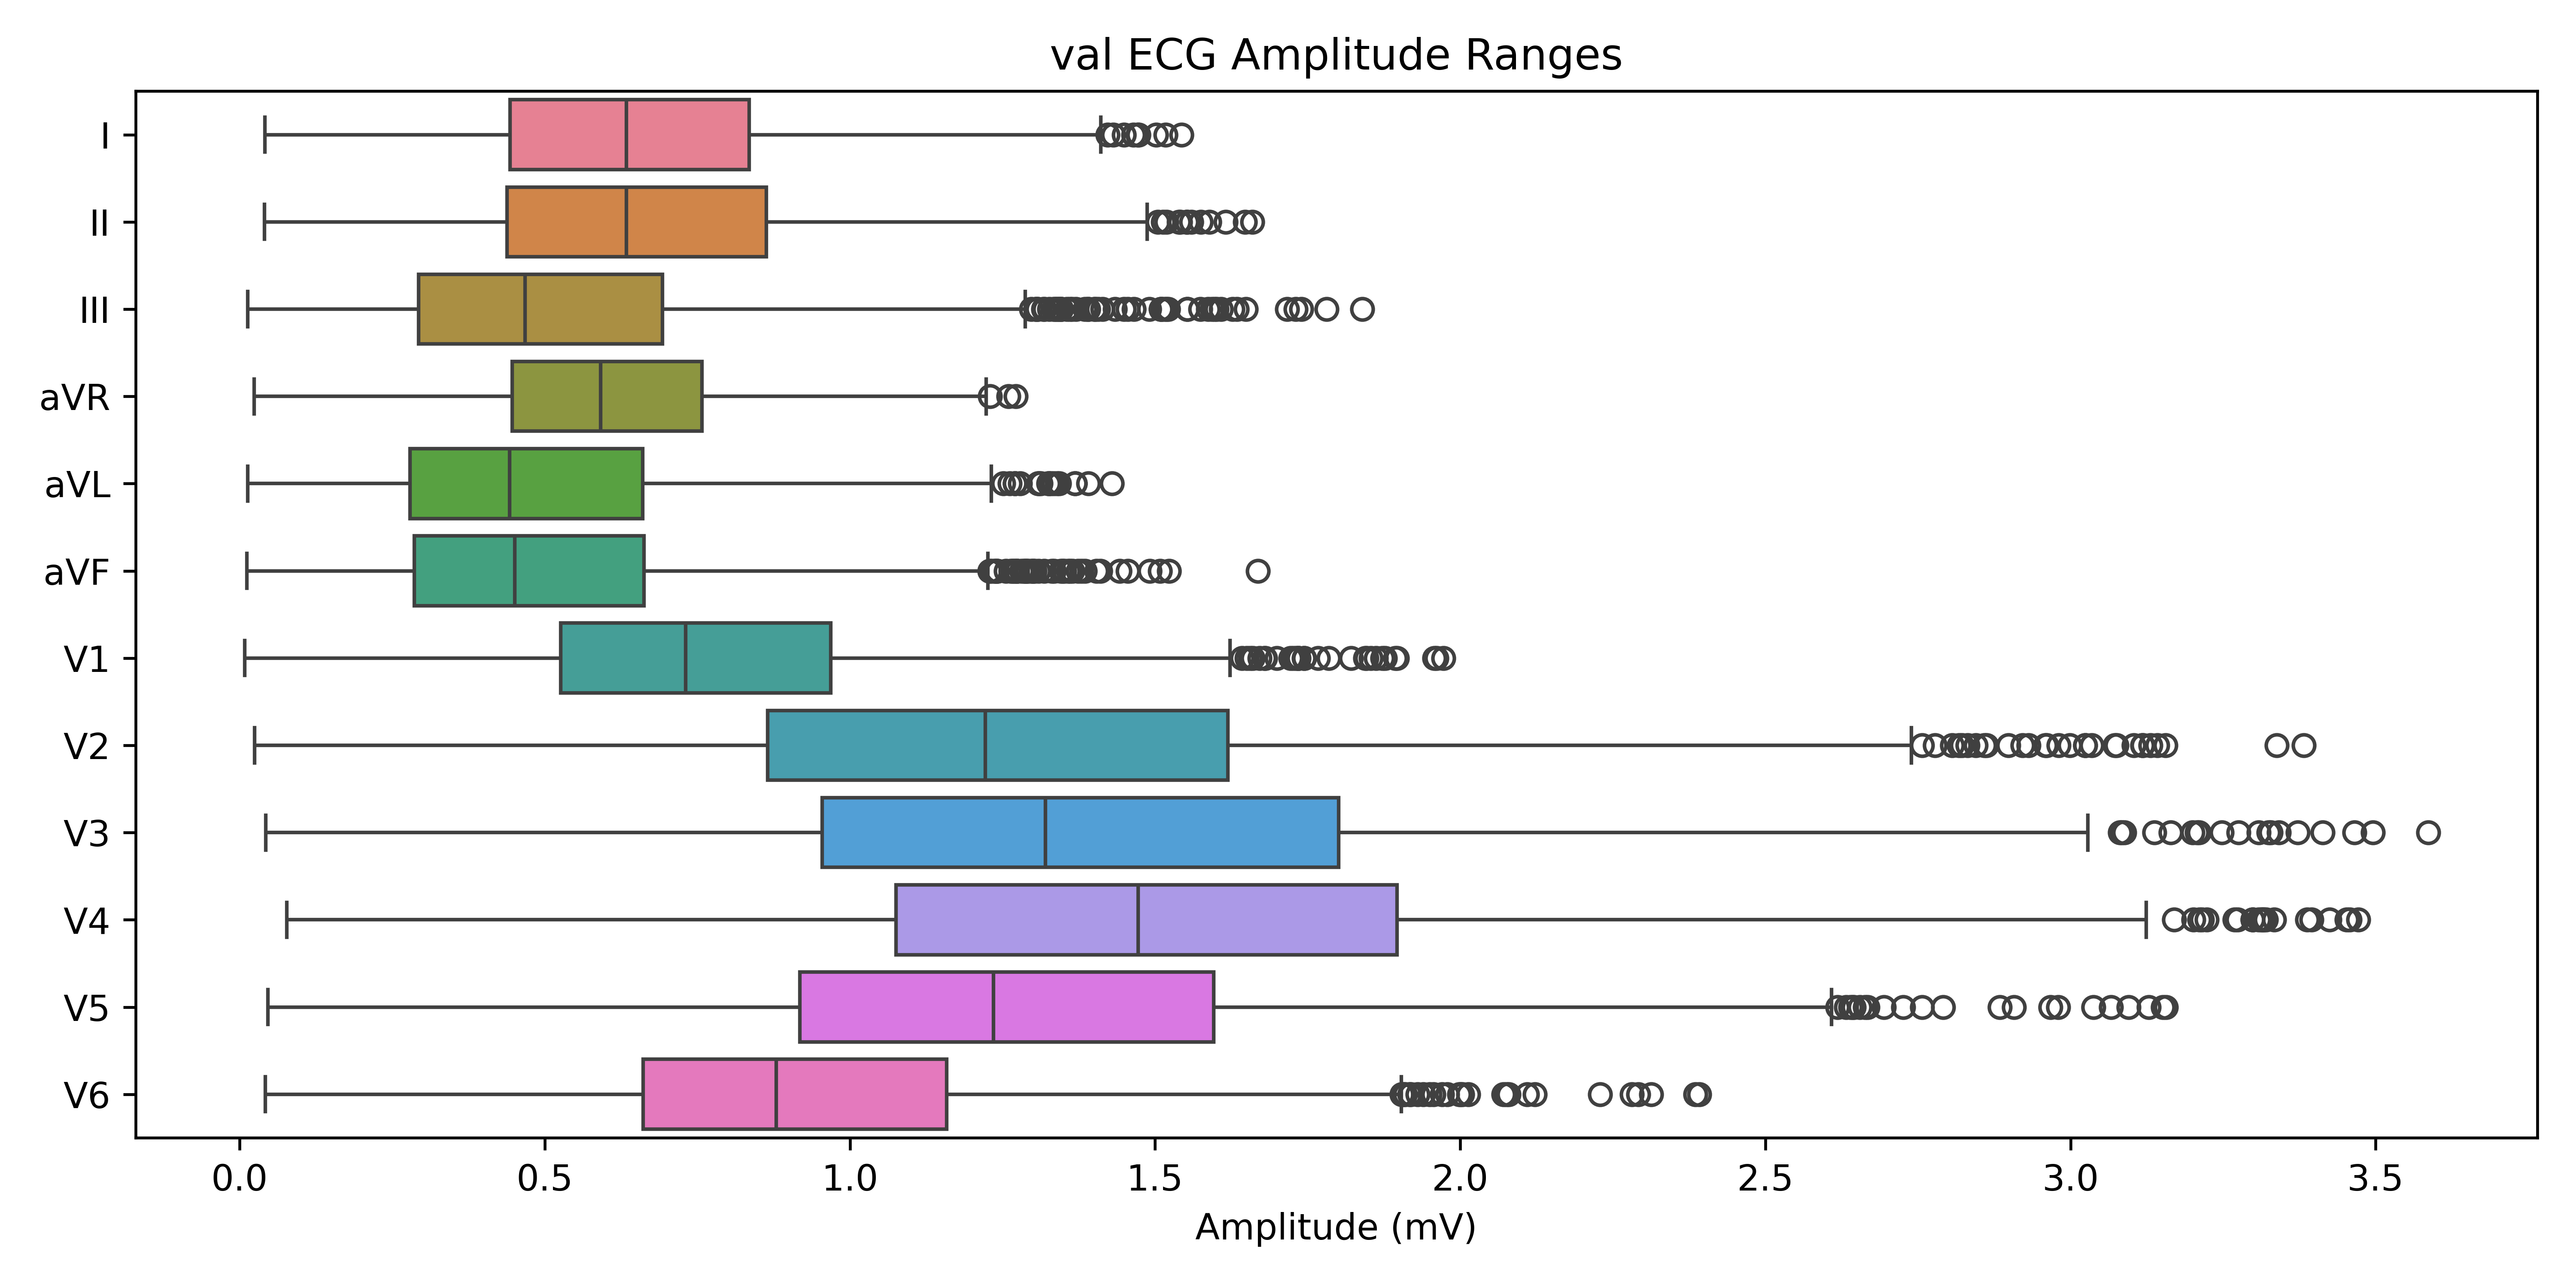 val ECG Amplitude Ranges
I
II
III
aVR
aVL
aVF
V1
V2
V3
V4
V5
V6
0.0 0.5 1.0 1.5 2.0 2.5 3.0 3.5
Amplitude (mV)